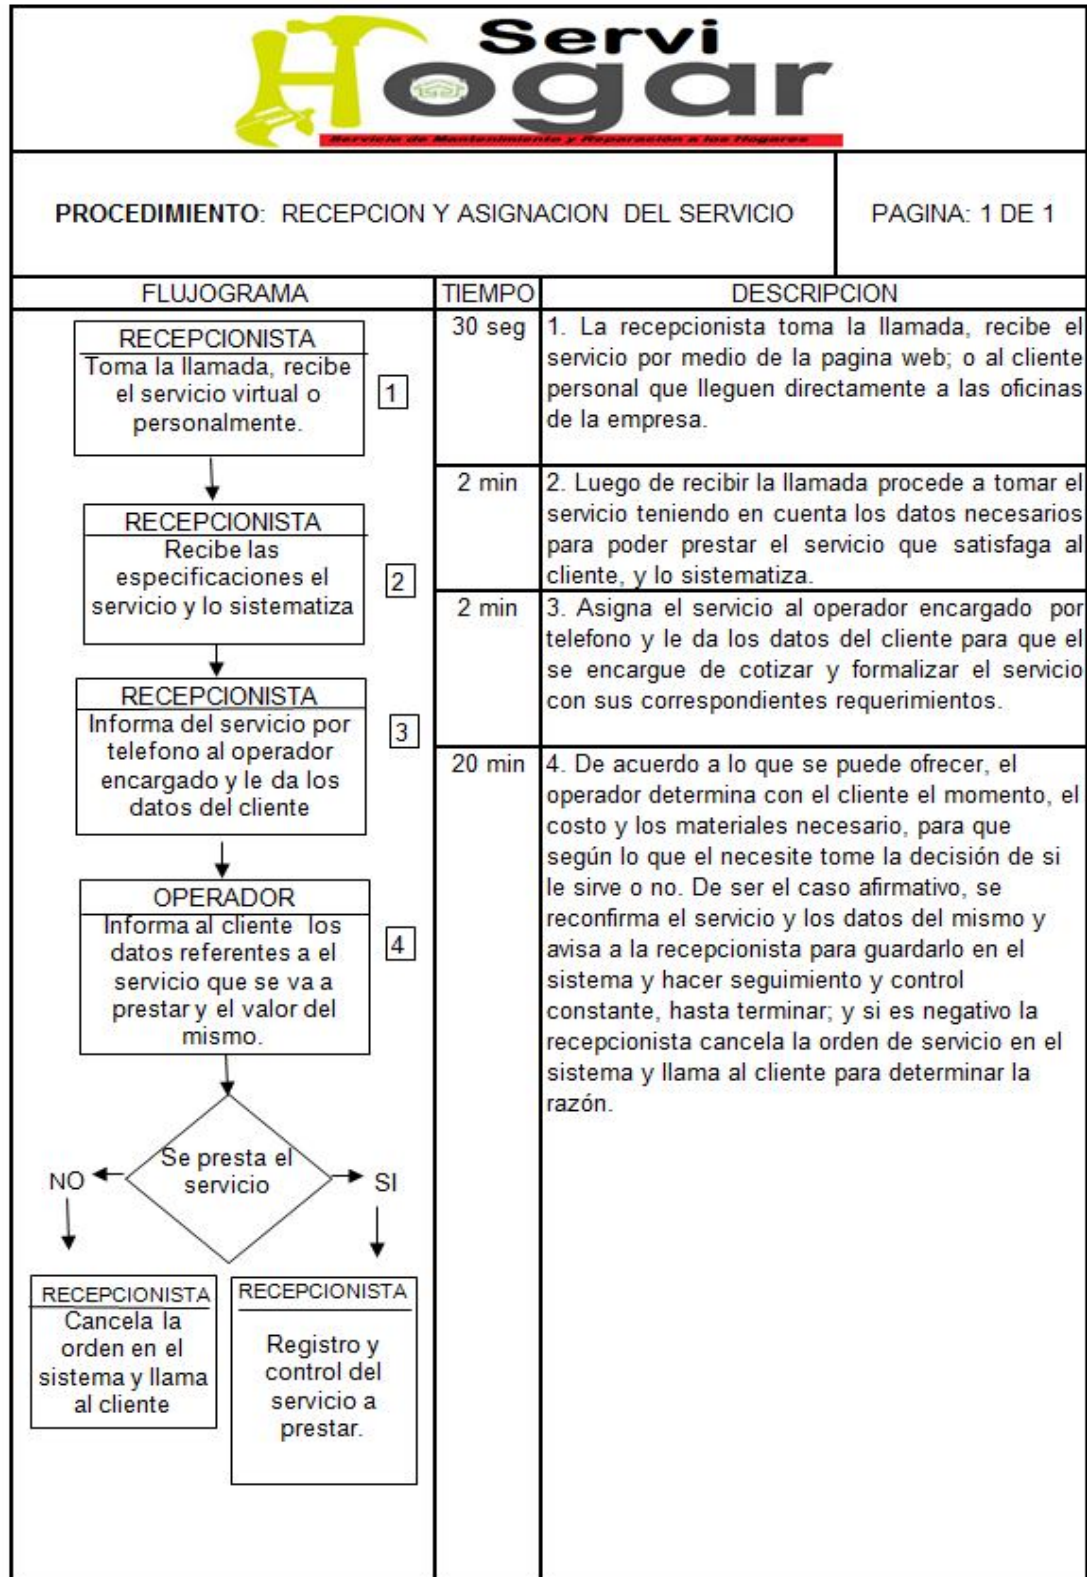 Servi
Hogar
Servicio de Mantenimiento y Reparación a los Hogares
PROCEDIMIENTO: RECEPCION Y ASIGNACION DEL SERVICIO
PAGINA: 1 DE 1
FLUJOGRAMA
TIEMPO
DESCRIPCION
RECEPCIONISTA
Toma la llamada, recibe
el servicio virtual o
personalmente.
1
30 seg
1. La recepcionista toma la llamada, recibe el
servicio por medio de la pagina web; o al cliente
personal que lleguen directamente a las oficinas
de la empresa.
RECEPCIONISTA
Recibe las
especificaciones el
servicio y lo sistematiza
2
2 min
2. Luego de recibir la llamada procede a tomar el
servicio teniendo en cuenta los datos necesarios
para poder prestar el servicio que satisfaga al
cliente, y lo sistematiza.
RECEPCIONISTA
Informa del servicio por
telefono al operador
encargado y le da los
datos del cliente
3
2 min
3. Asigna el servicio al operador encargado por
telefono y le da los datos del cliente para que el
se encargue de cotizar y formalizar el servicio
con sus correspondientes requerimientos.
OPERADOR
Informa al cliente los
datos referentes a el
servicio que se va a
prestar y el valor del
mismo.
4
20 min
4. De acuerdo a lo que se puede ofrecer, el
operador determina con el cliente el momento, el
costo y los materiales necesario, para que
según lo que el necesite tome la decisión de si
le sirve o no. De ser el caso afirmativo, se
reconfirma el servicio y los datos del mismo y
avisa a la recepcionista para guardarlo en el
sistema y hacer seguimiento y control
constante, hasta terminar; y si es negativo la
recepcionista cancela la orden de servicio en el
sistema y llama al cliente para determinar la
razón.
Se presta el
servicio
NO
SI
RECEPCIONISTA
Cancela la
orden en el
sistema y llama
al cliente
RECEPCIONISTA
Registro y
control del
servicio a
prestar.